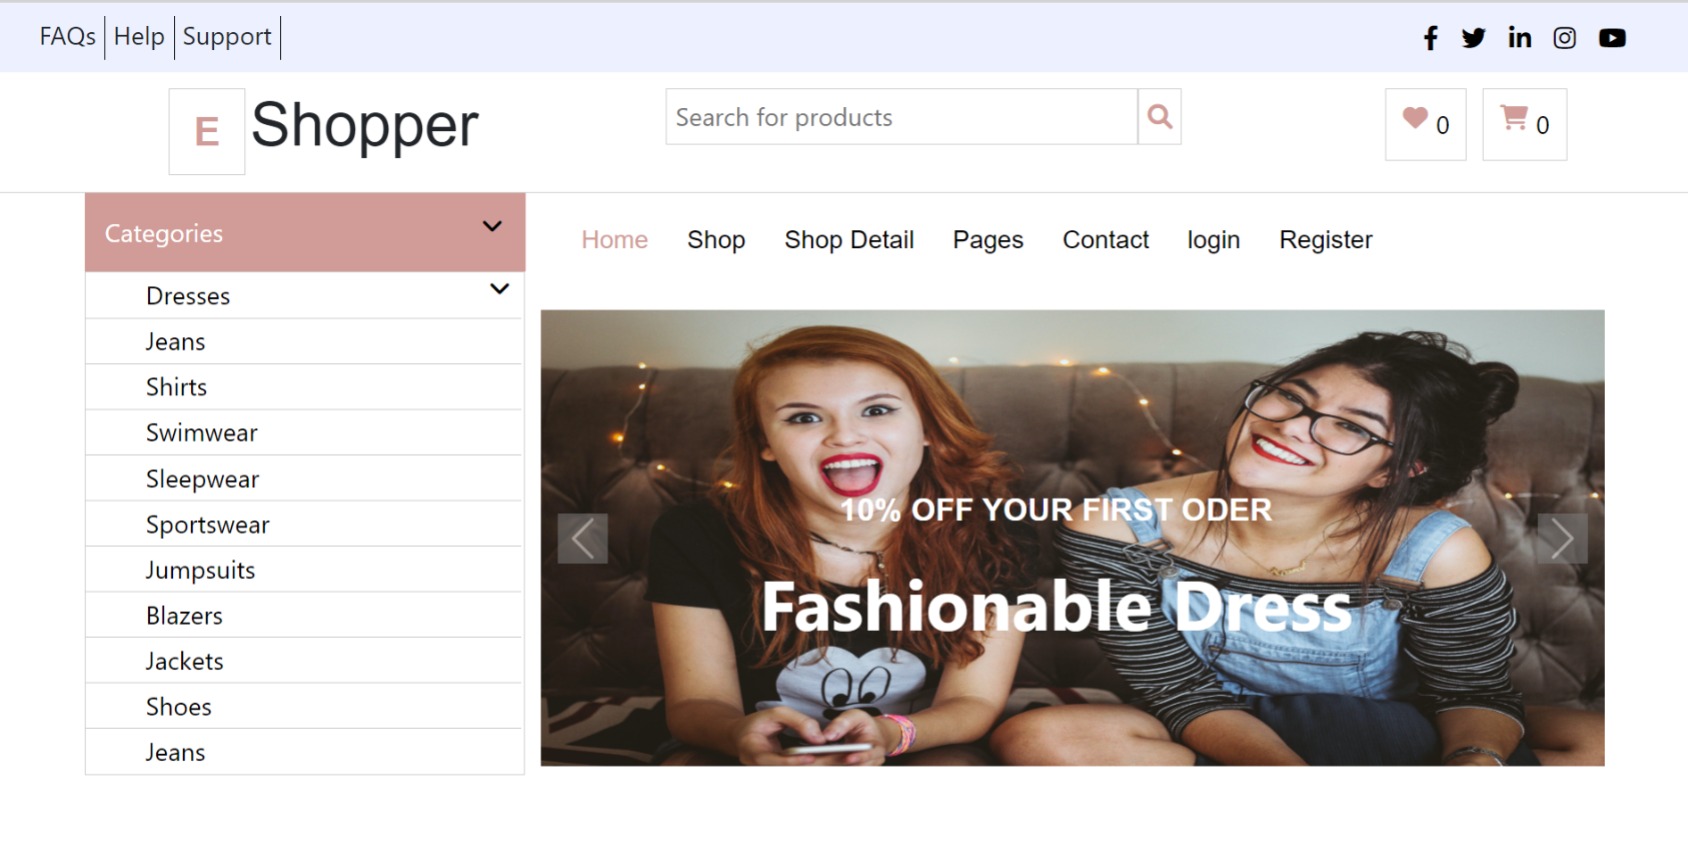 FAQs Help Support
E Shopper
Search for products
0
0
Categories
Home Shop Shop Detail Pages Contact login Register
Dresses
Jeans
Shirts
Swimwear
Sleepwear
Sportswear
Jumpsuits
Blazers
Jackets
Shoes
Jeans
10% OFF YOUR FIRST ODER
Fashionable Dress